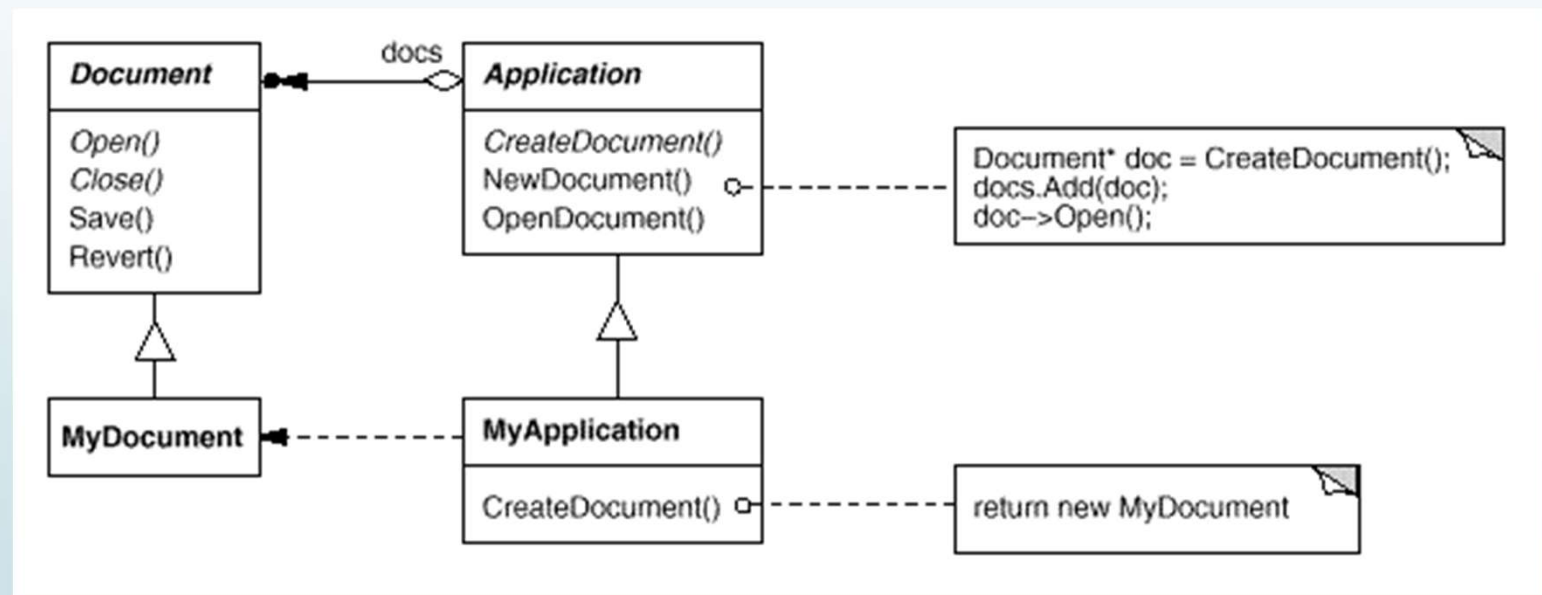 Document
Open()
Close()
Save()
Revert()
docs
Application
CreateDocument()
NewDocument()
OpenDocument()
Document* doc = CreateDocument();
docs.Add(doc);
doc->Open();
MyDocument
MyApplication
CreateDocument()
return new MyDocument